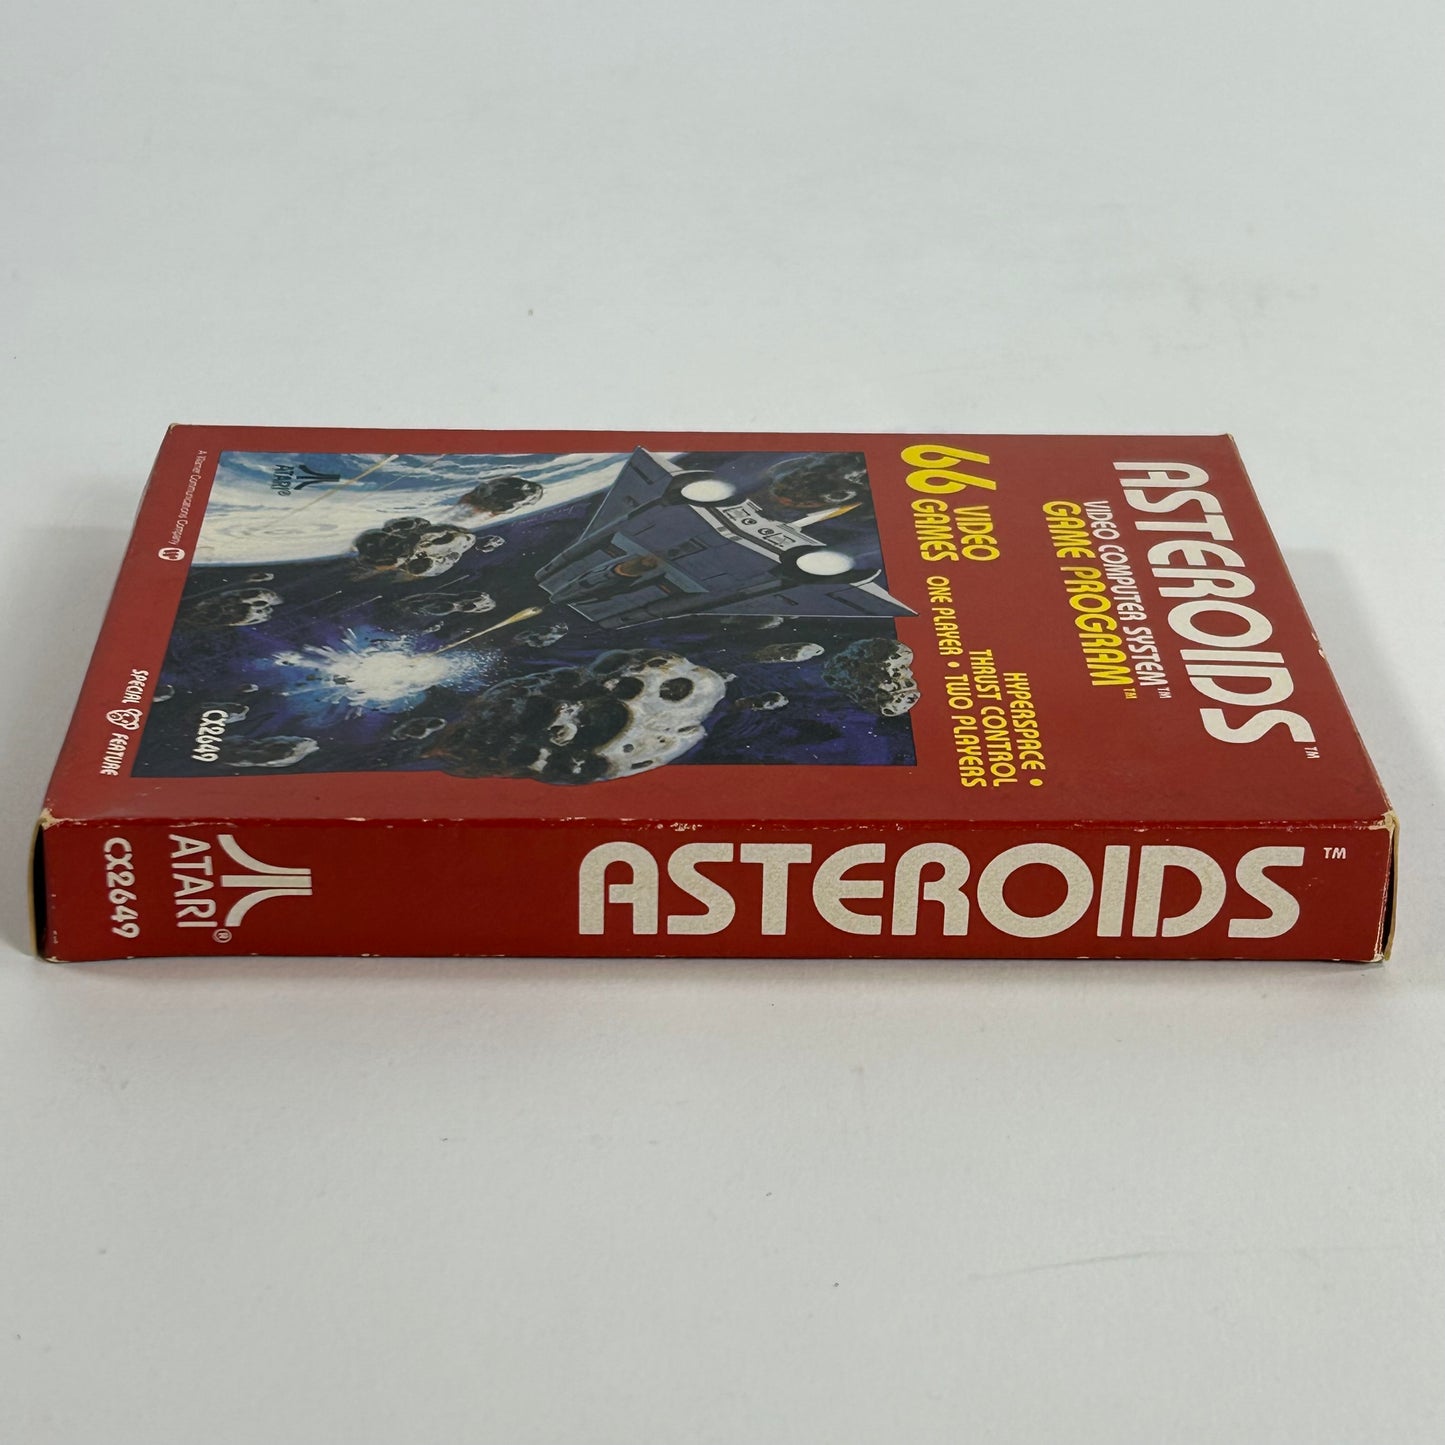 ASTEROIDS™
VIDEO COMPUTER SYSTEM™
GAME PROGRAM™
66 VIDEO GAMES
ONE PLAYER • TWO PLAYERS
THRUST CONTROL
HYPERSPACE •
ATARI®
CX2649
A Warner Communications Company
SPECIAL FEATURE
ASTEROIDS™
ATARI®
CX2649